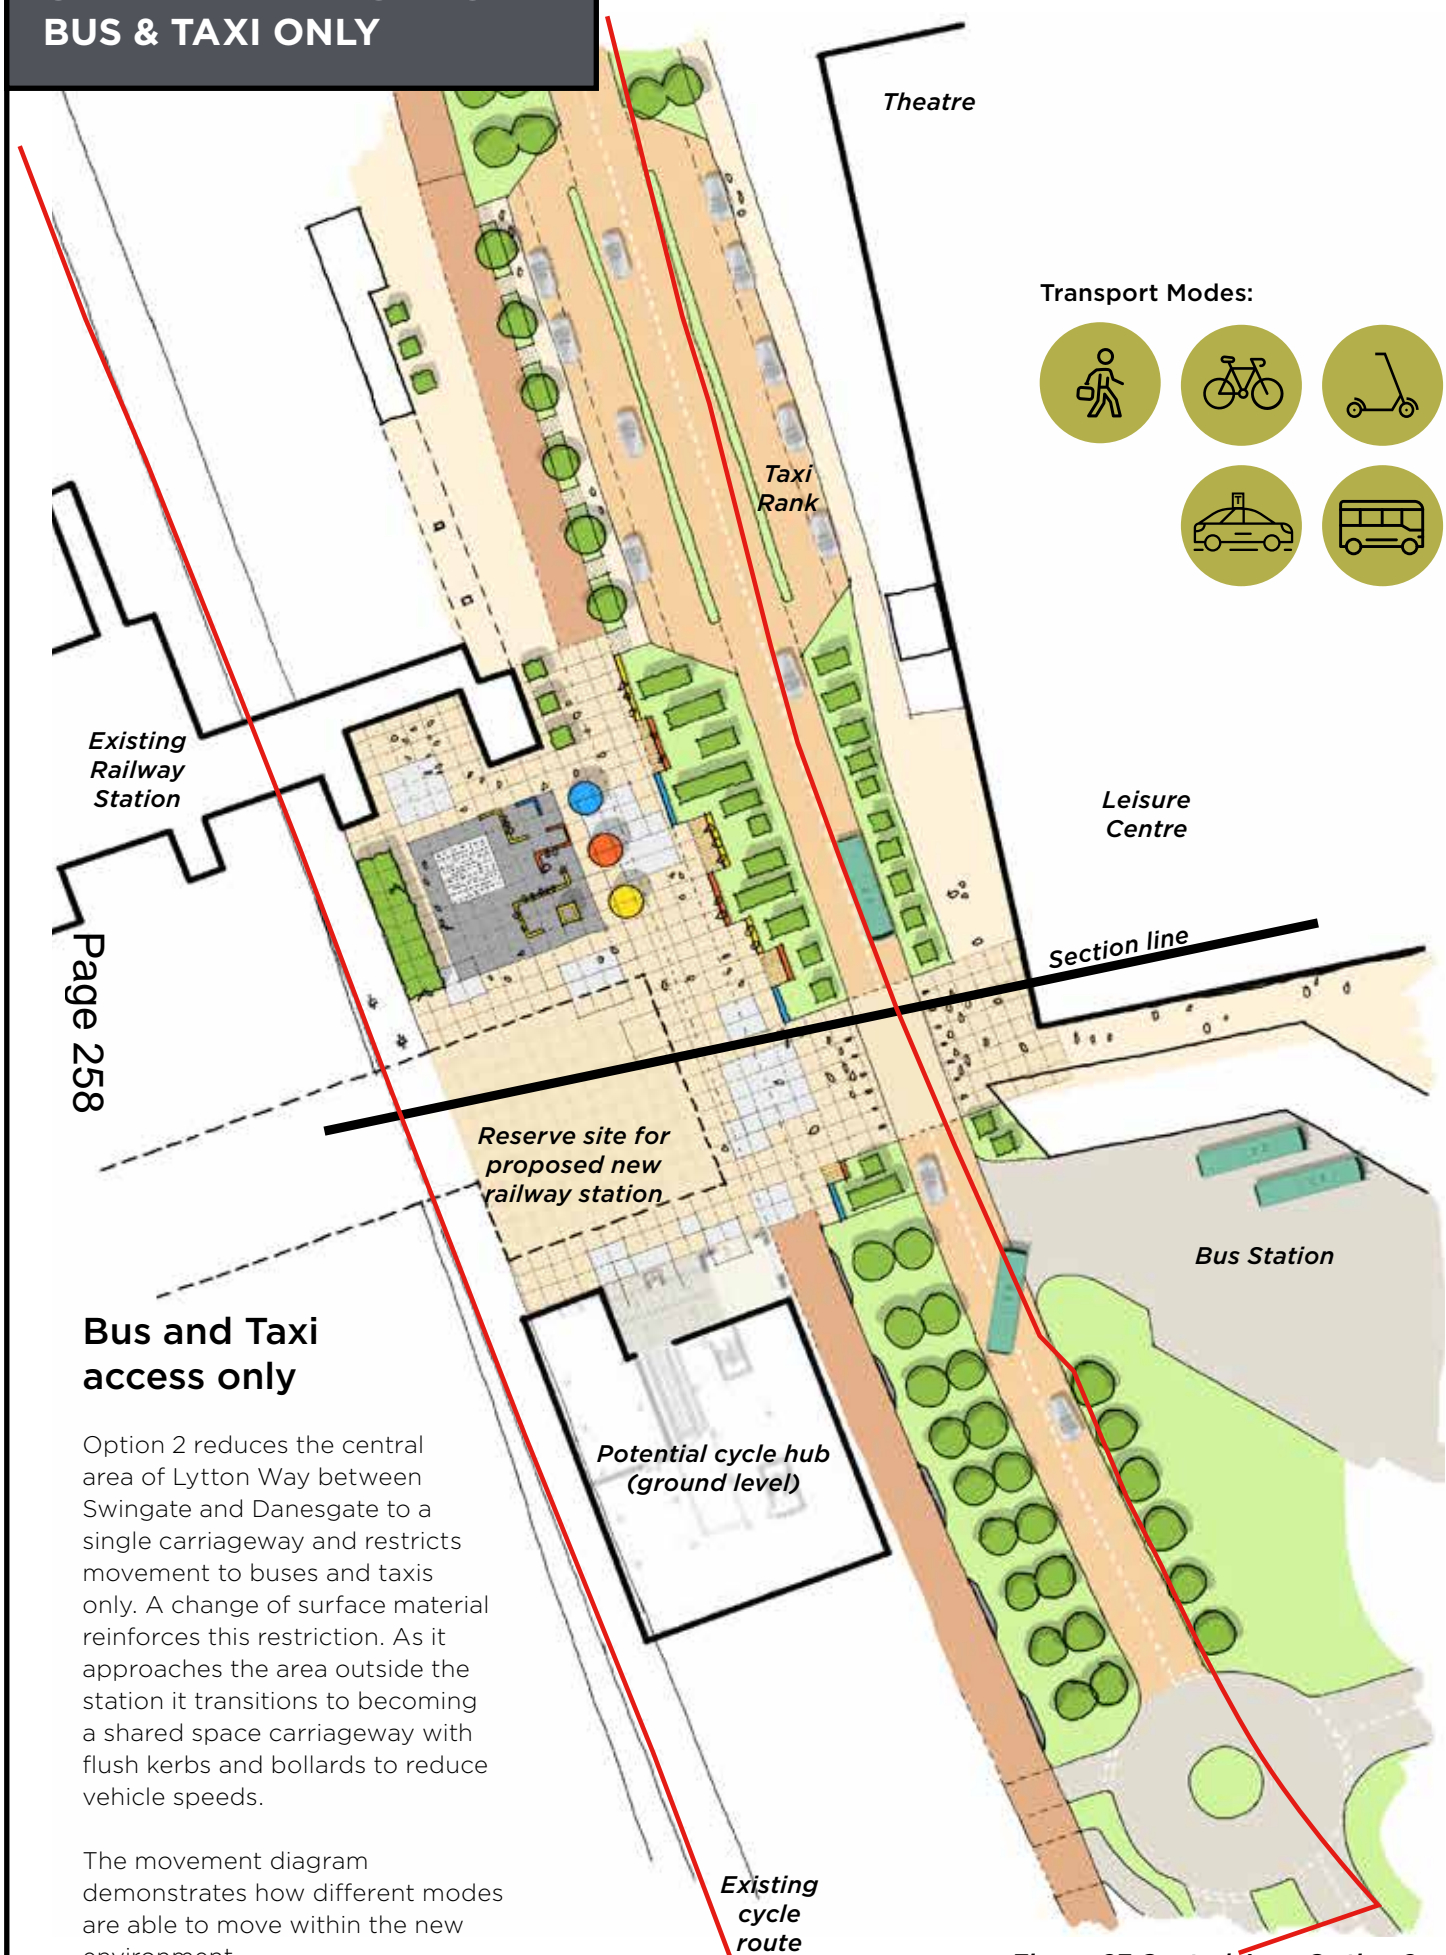 BUS & TAXI ONLY
Theatre
Transport Modes:
T
Taxi
Rank
Existing
Railway
Station
Leisure
Centre
Section line
Page 258
Reserve site for
proposed new
railway station
Bus Station
Bus and Taxi
access only
Option 2 reduces the central
area of Lytton Way between
Swingate and Danesgate to a
single carriageway and restricts
movement to buses and taxis
only. A change of surface material
reinforces this restriction. As it
approaches the area outside the
station it transitions to becoming
a shared space carriageway with
flush kerbs and bollards to reduce
vehicle speeds.
The movement diagram
demonstrates how different modes
are able to move within the new
environment
Potential cycle hub
(ground level)
Existing
cycle
route